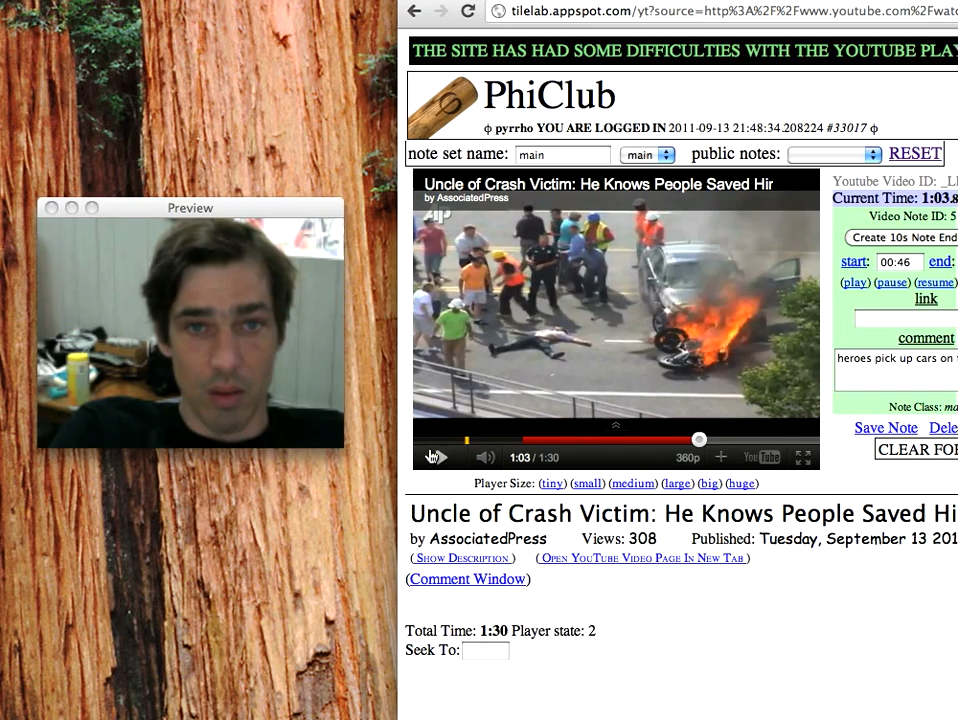 tilelab.appspot.com/yt?source=http%3A%2F%2Fwww.youtube.com%2Fwatc
THE SITE HAS HAD SOME DIFFICULTIES WITH THE YOUTUBE PLAY
PhiClub
ϕ pyrrho YOU ARE LOGGED IN 2011-09-13 21:48:34.208224 #33017 ϕ
note set name: main main public notes: RESET
Preview
Uncle of Crash Victim: He Knows People Saved Hir
by AssociatedPress
AP
Youtube Video ID: _L
Current Time: 1:03.8
Video Note ID: 5
Create 10s Note End
start: 00:46 end:
(play) (pause) (resume)
link
comment
heroes pick up cars on
Note Class: ma
Save Note Dele
CLEAR FOR
1:03 / 1:30 360p YouTube
Player Size: (tiny) (small) (medium) (large) (big) (huge)
Uncle of Crash Victim: He Knows People Saved Hi
by AssociatedPress Views: 308 Published: Tuesday, September 13 201
( Show Description ) ( Open YouTube Video Page In New Tab )
(Comment Window)
Total Time: 1:30 Player state: 2
Seek To: